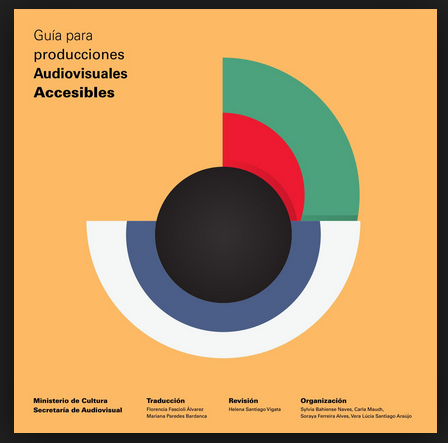 Guía para
producciones
Audiovisuales
Accesibles
Ministerio de Cultura
Secretaría de Audiovisual
Traducción
Florencia Fascioli Álvarez
Mariana Paredes Bardanca
Revisión
Helena Santiago Vigata
Organización
Sylvia Bahiense Naves, Carla Mauch,
Soraya Ferreira Alves, Vera Lúcia Santiago Araújo